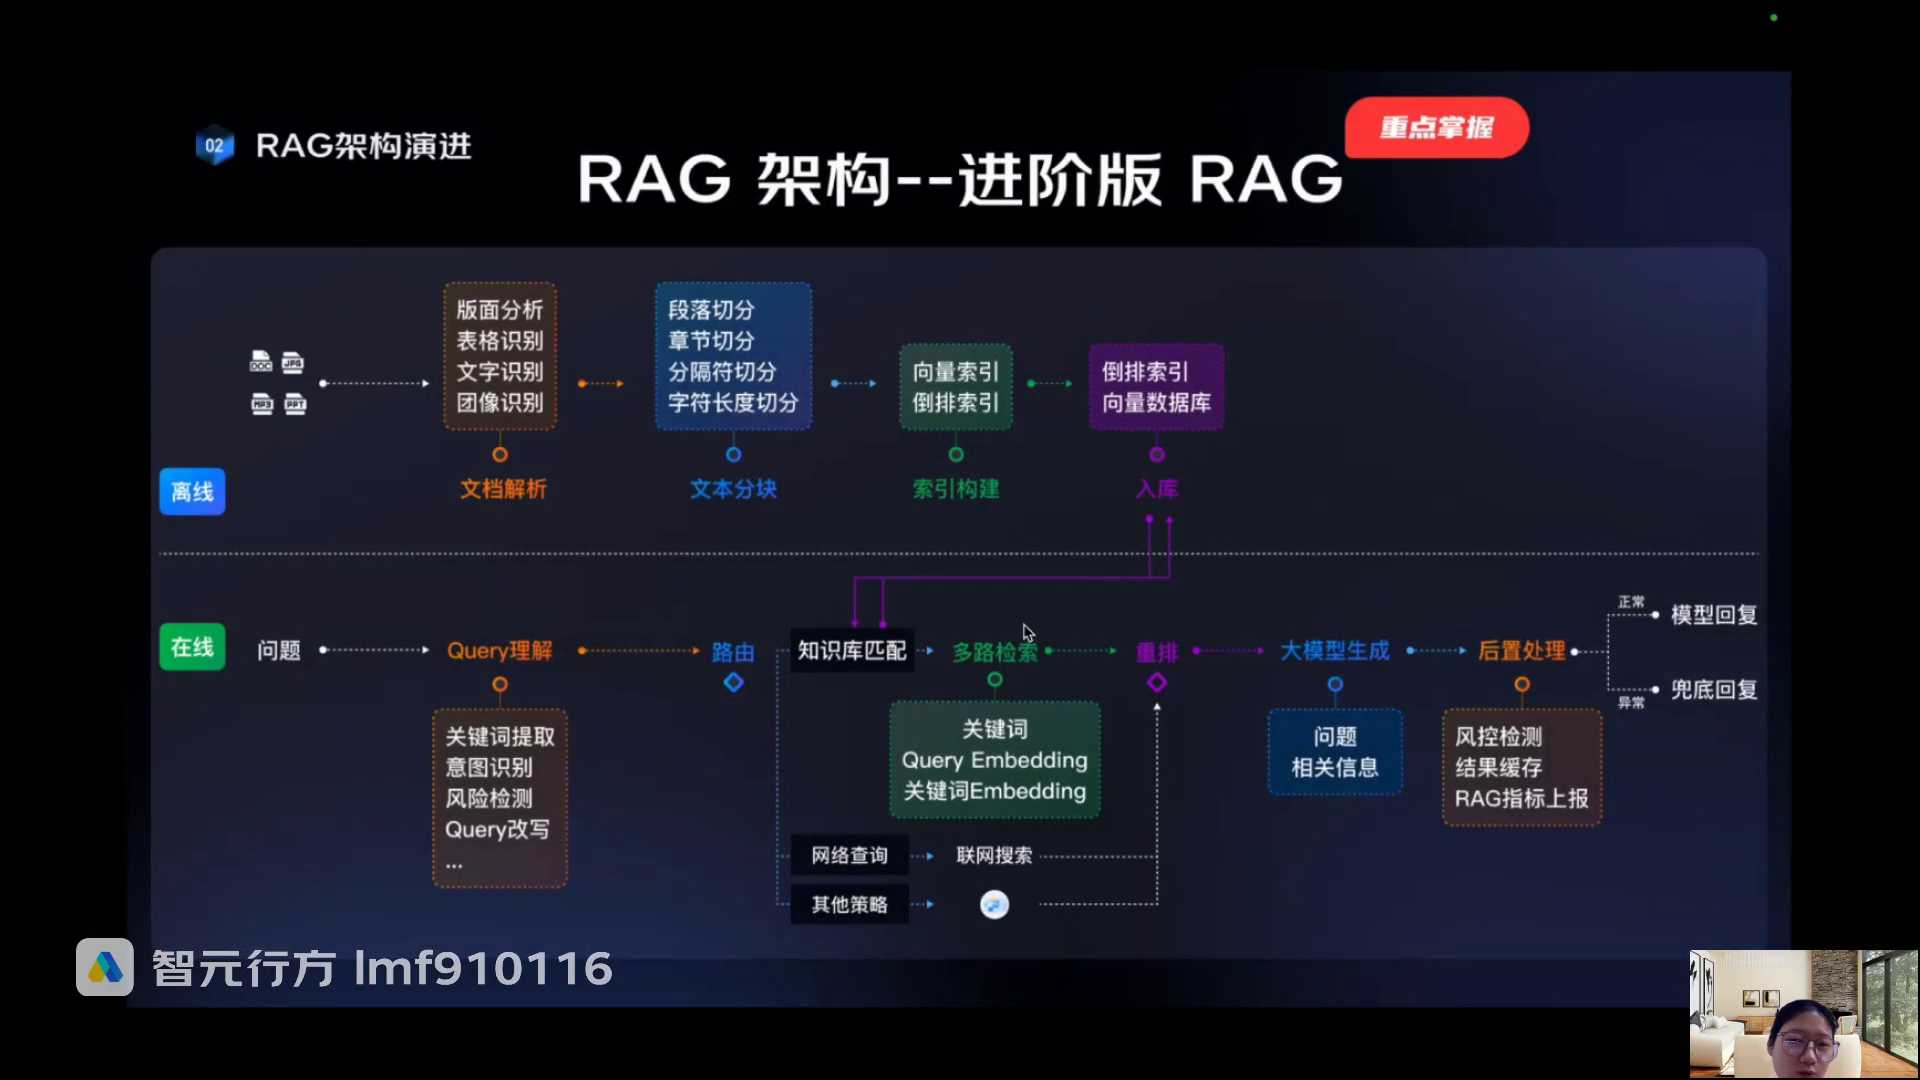 02
RAG架构演进
RAG 架构--进阶版 RAG
重点掌握
DOC
JPG
MP3
PPT
版面分析
表格识别
文字识别
团像识别
文档解析
段落切分
章节切分
分隔符切分
字符长度切分
文本分块
向量索引
倒排索引
索引构建
倒排索引
向量数据库
入库
离线
在线
问题
Query理解
关键词提取
意图识别
风险检测
Query改写
...
路由
知识库匹配
多路检索
关键词
Query Embedding
关键词Embedding
网络查询
联网搜索
其他策略
重排
大模型生成
问题
相关信息
后置处理
风控检测
结果缓存
RAG指标上报
正常
模型回复
异常
兜底回复
智元行方 lmf910116